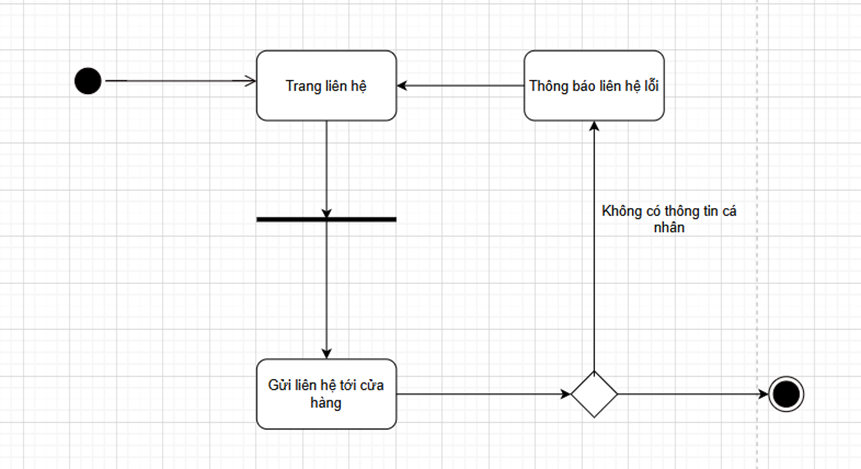 Trang liên hệ
Thông báo liên hệ lỗi
Không có thông tin cá
nhân
Gửi liên hệ tới cửa
hàng